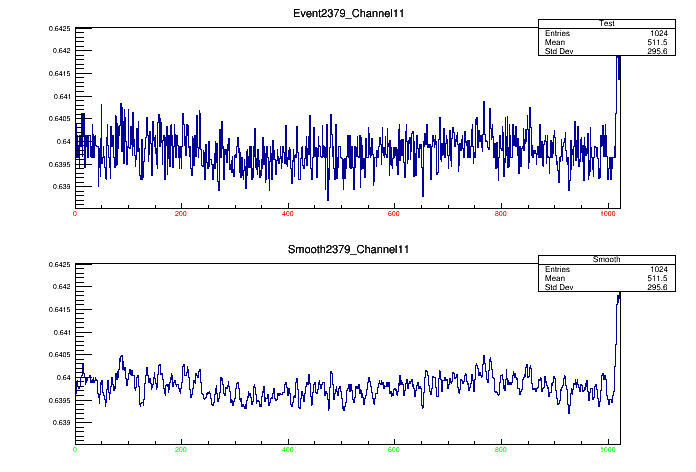 Event2379_Channel11
Test
Entries 1024
Mean 511.5
Std Dev 295.6
0.6425
0.642
0.6415
0.641
0.6405
0.64
0.6395
0.639
0 200 400 600 800 1000
Smooth2379_Channel11
Smooth
Entries 1024
Mean 511.5
Std Dev 295.6
0.6425
0.642
0.6415
0.641
0.6405
0.64
0.6395
0.639
0 200 400 600 800 1000